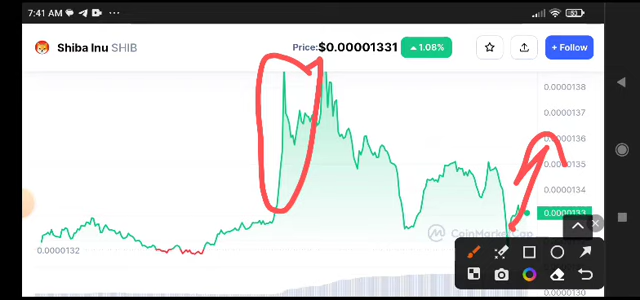 7:41 AM
53
Shiba Inu SHIB
Price: $0.00001331
1.08%
+ Follow
0.0000138
0.0000137
0.0000136
0.0000135
0.0000134
0.0000133
0.0000132
CoinMarketCap
0.0000130